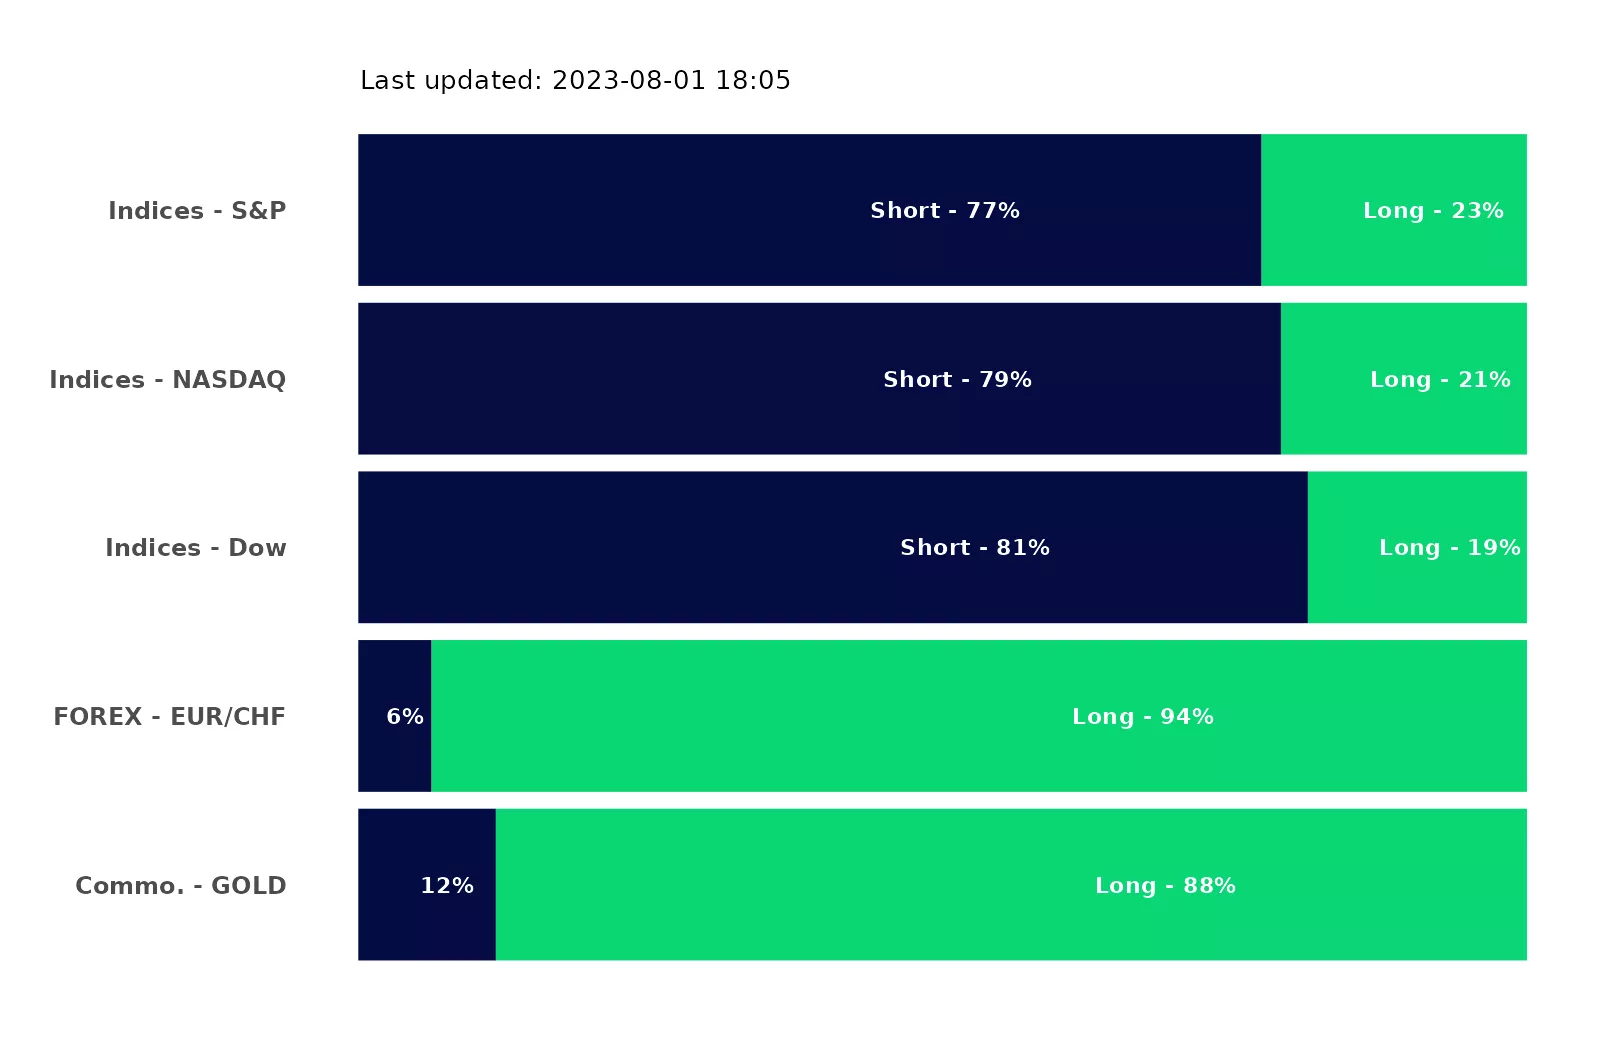 Last updated: 2023-08-01 18:05
Indices - S&P Short - 77% Long - 23%
Indices - NASDAQ Short - 79% Long - 21%
Indices - Dow Short - 81% Long - 19%
FOREX - EUR/CHF 6% Long - 94%
Commo. - GOLD 12% Long - 88%